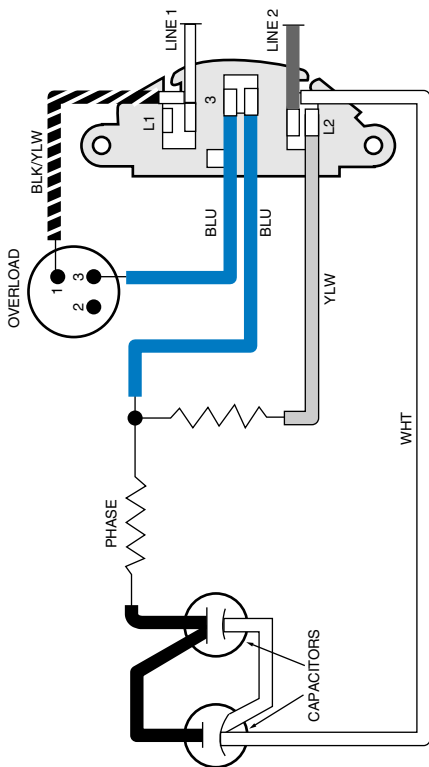 LINE 1
LINE 2
L1
3
L2
BLK/YLW
OVERLOAD
1
3
2
BLU
BLU
YLW
WHT
PHASE
CAPACITORS